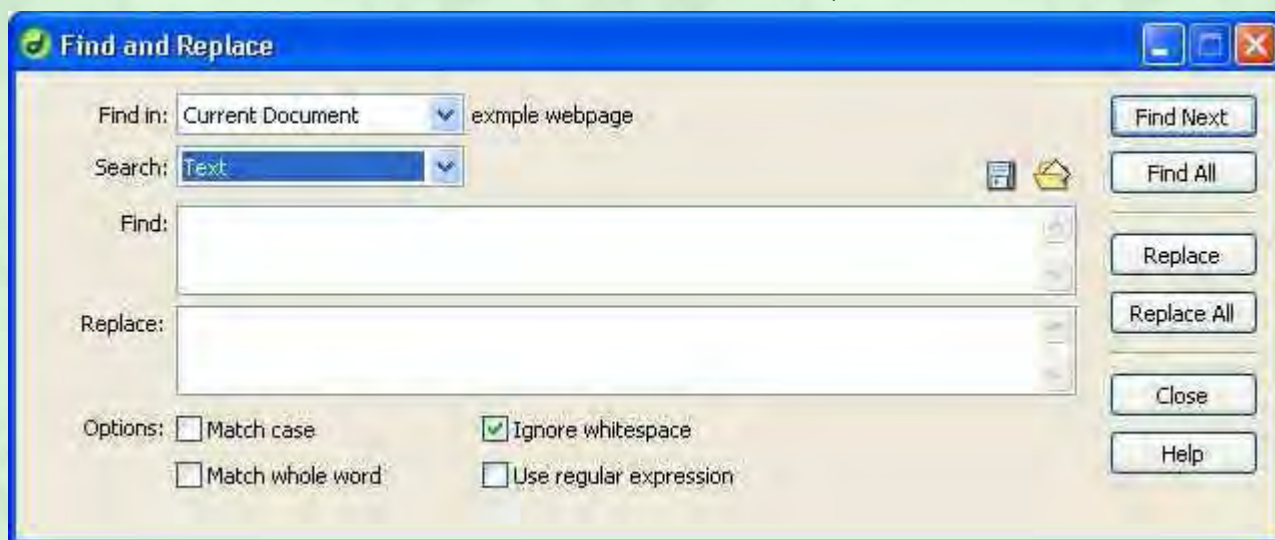 Find and Replace
Find in: Current Document exmple webpage Find Next
Search: Text Find All
Find:
Replace
Replace: Replace All
Close
Options: Match case Ignore whitespace
Help
Match whole word Use regular expression